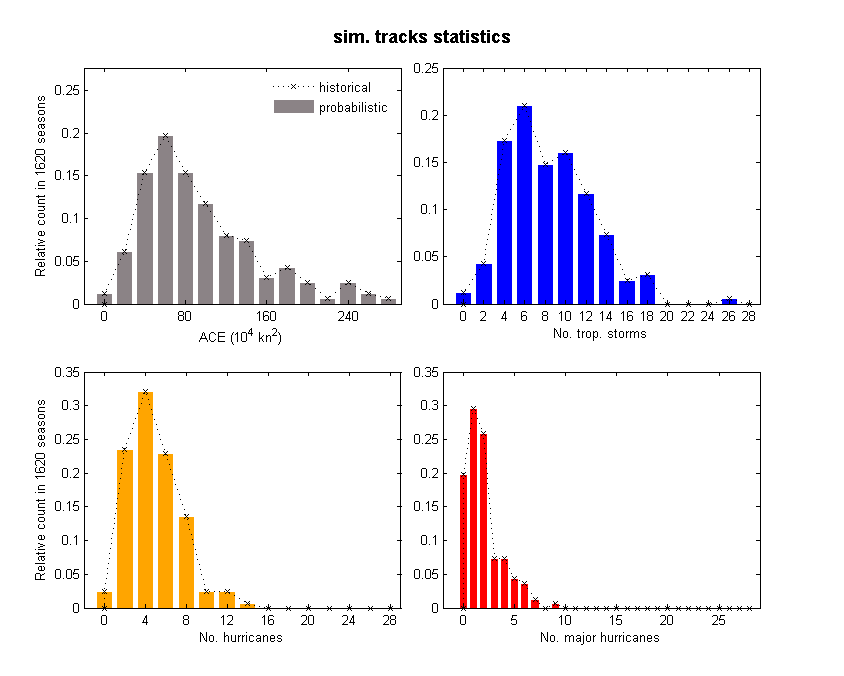 sim. tracks statistics
historical
probabilistic
0.25
0.2
0.15
0.1
0.05
0
Relative count in 1620 seasons
0 80 160 240
ACE (10⁴ kn²)
0.25
0.2
0.15
0.1
0.05
0
0 2 4 6 8 10 12 14 16 18 20 22 24 26 28
No. trop. storms
0.35
0.3
0.25
0.2
0.15
0.1
0.05
0
Relative count in 1620 seasons
0 4 8 12 16 20 24 28
No. hurricanes
0.35
0.3
0.25
0.2
0.15
0.1
0.05
0
0 5 10 15 20 25
No. major hurricanes